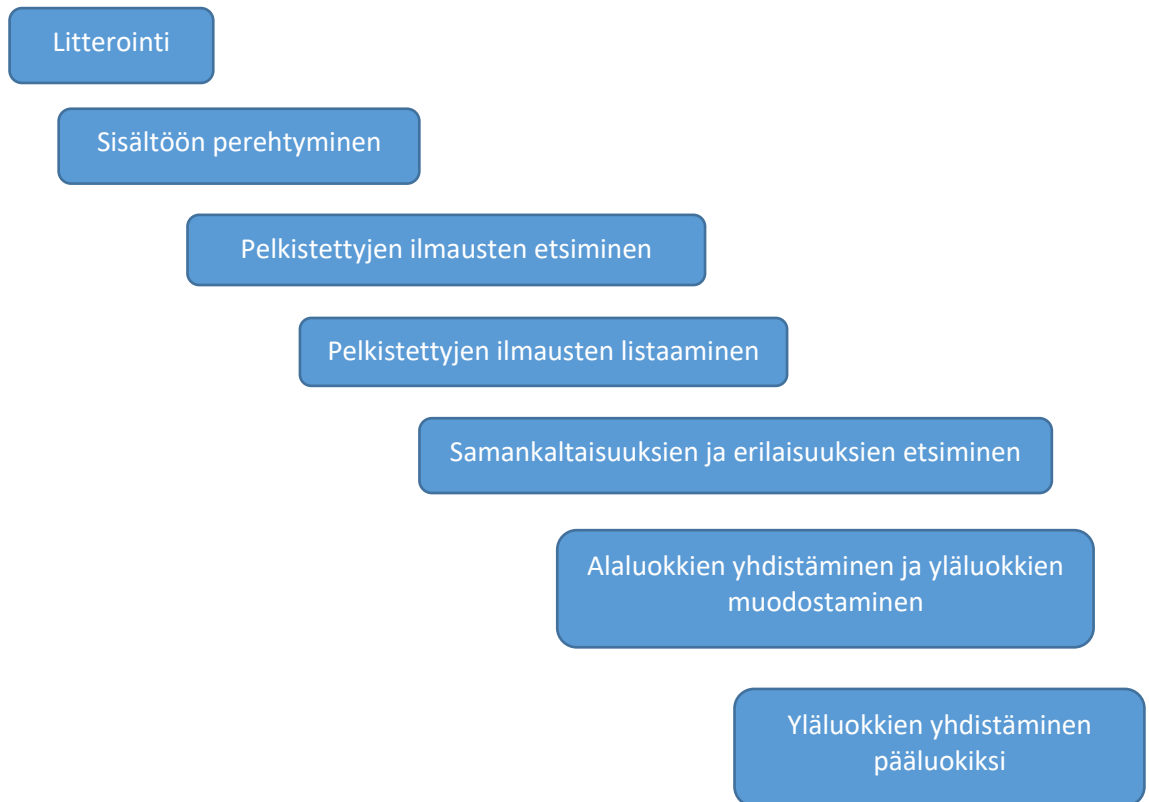 Litterointi
Sisältöön perehtyminen
Pelkistettyjen ilmausten etsiminen
Pelkistettyjen ilmausten listaaminen
Samankaltaisuuksien ja erilaisuuksien etsiminen
Alaluokkien yhdistäminen ja yläluokkien
muodostaminen
Yläluokkien yhdistäminen
pääluokiksi